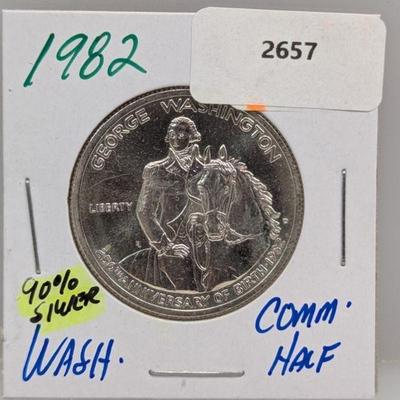 1982
2657
GEORGE WASHINGTON
LIBERTY
250TH ANNIVERSARY OF BIRTH 1982
90%
SILVER
WASH.
COMM.
HALF